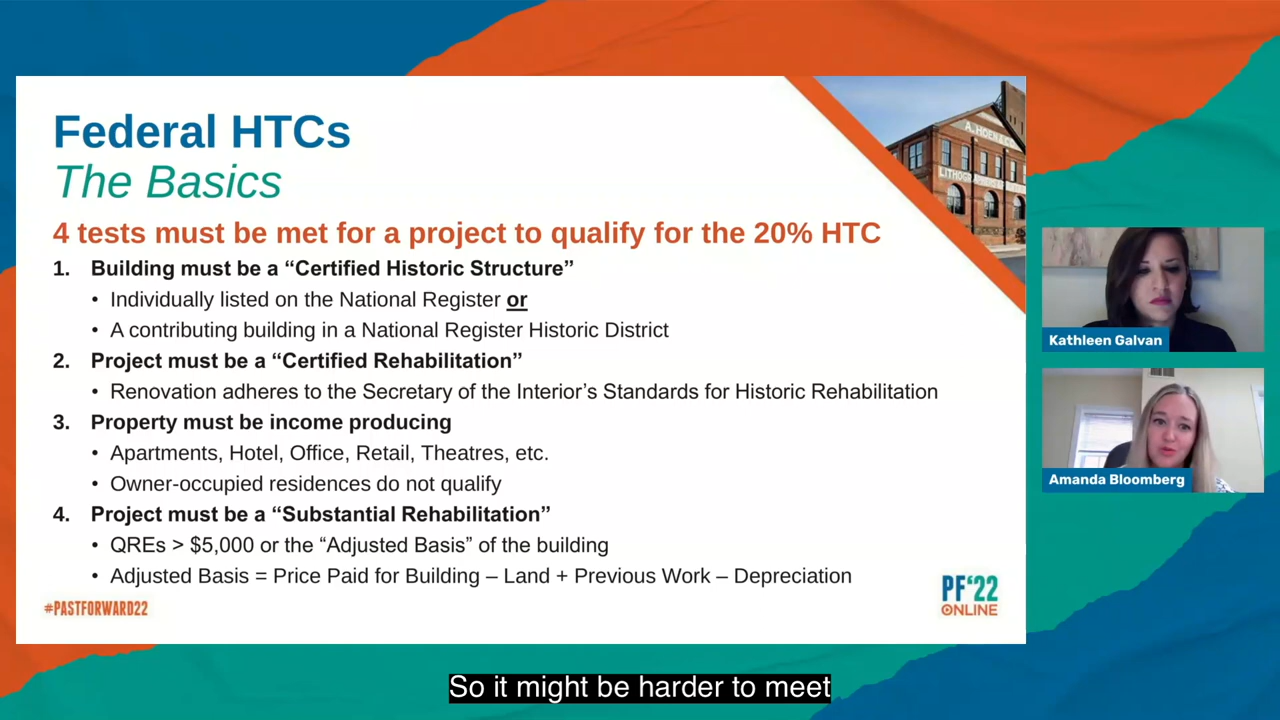 Federal HTCs
The Basics
4 tests must be met for a project to qualify for the 20% HTC
1. Building must be a “Certified Historic Structure”
• Individually listed on the National Register or
• A contributing building in a National Register Historic District
2. Project must be a “Certified Rehabilitation”
• Renovation adheres to the Secretary of the Interior’s Standards for Historic Rehabilitation
3. Property must be income producing
• Apartments, Hotel, Office, Retail, Theatres, etc.
• Owner-occupied residences do not qualify
4. Project must be a “Substantial Rehabilitation”
• QREs > $5,000 or the “Adjusted Basis” of the building
• Adjusted Basis = Price Paid for Building – Land + Previous Work – Depreciation
#PASTFORWARD22
PF‘22
ONLINE
A. HOEN & CO
Kathleen Galvan
Amanda Bloomberg
So it might be harder to meet